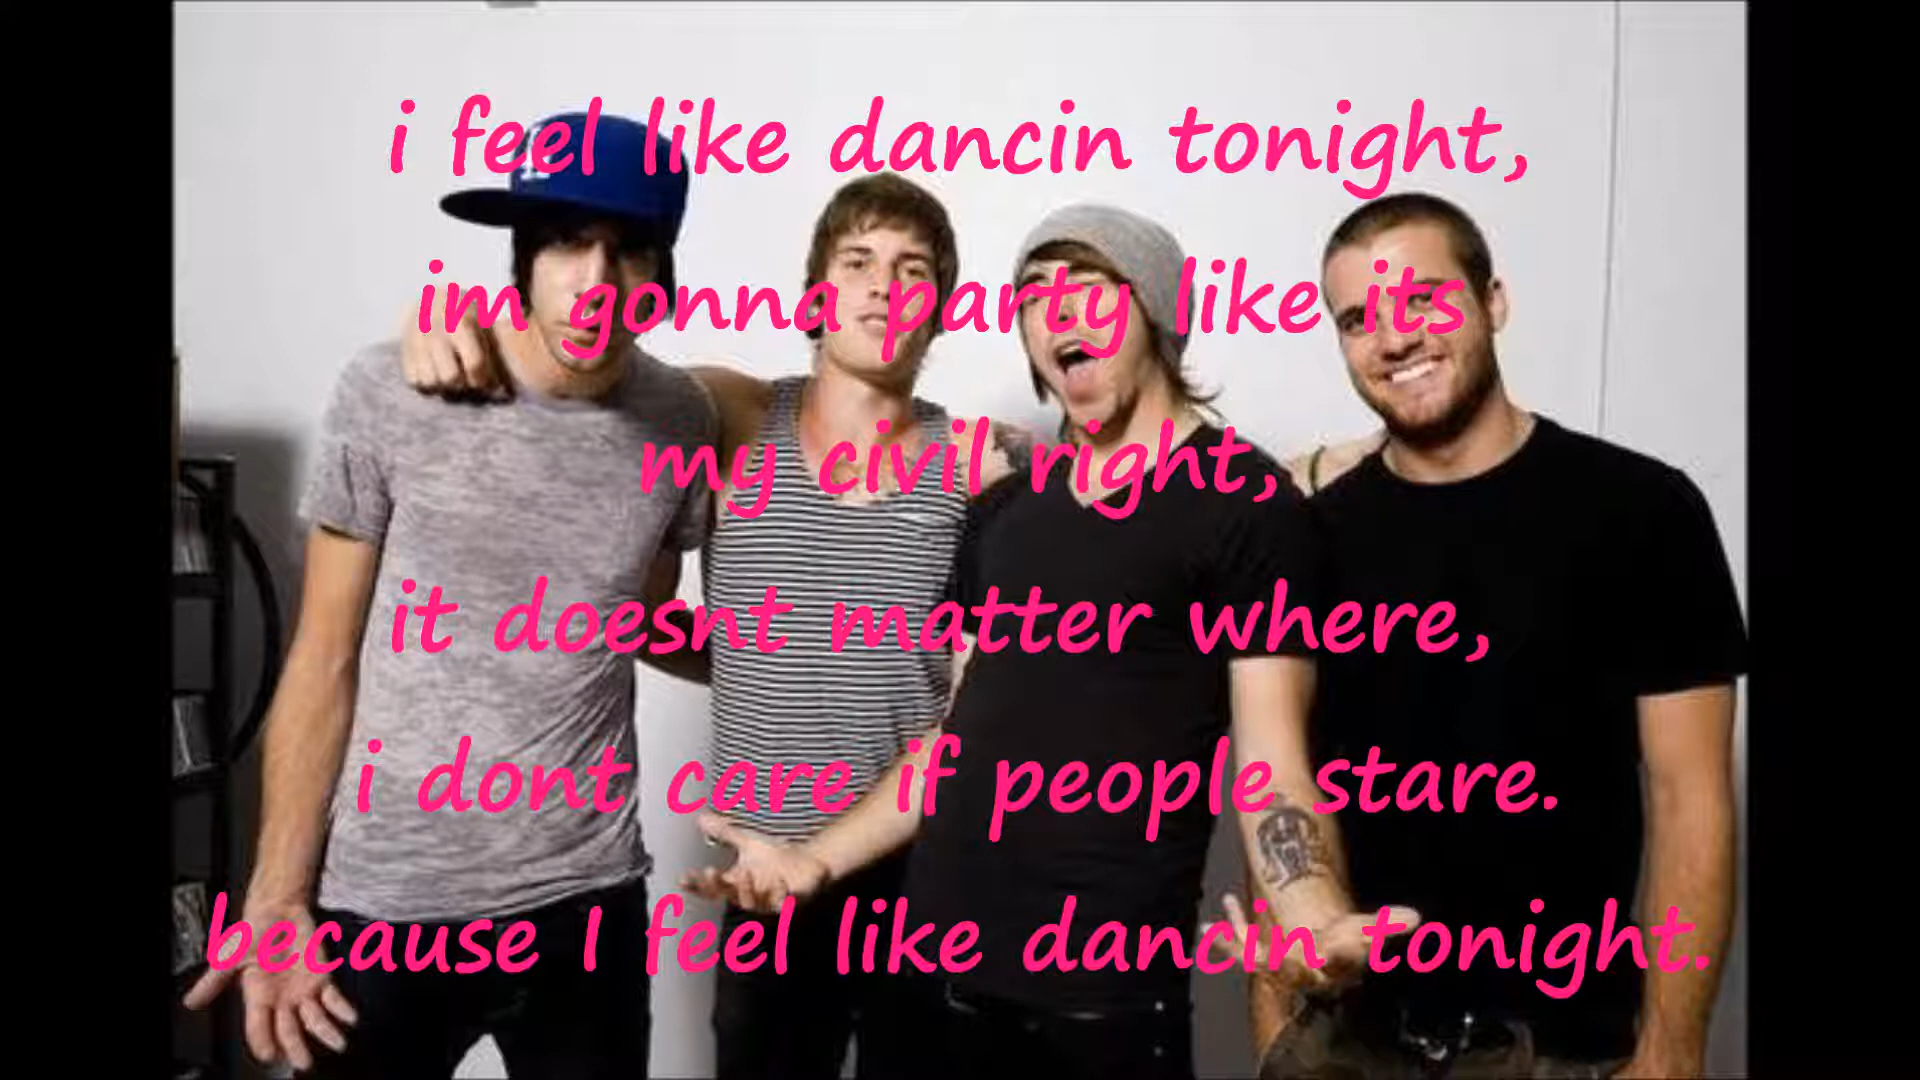 i feel like dancin tonight,
im gonna party like its
my civil right,
it doesnt matter where,
i dont care if people stare.
because I feel like dancin tonight.